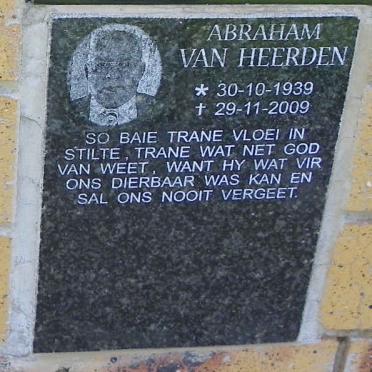 ABRAHAM
VAN HEERDEN
* 30-10-1939
† 29-11-2009
SO BAIE TRANE VLOEI IN
STILTE, TRANE WAT NET GOD
VAN WEET, WANT HY WAT VIR
ONS DIERBAAR WAS KAN EN
SAL ONS NOOIT VERGEET.